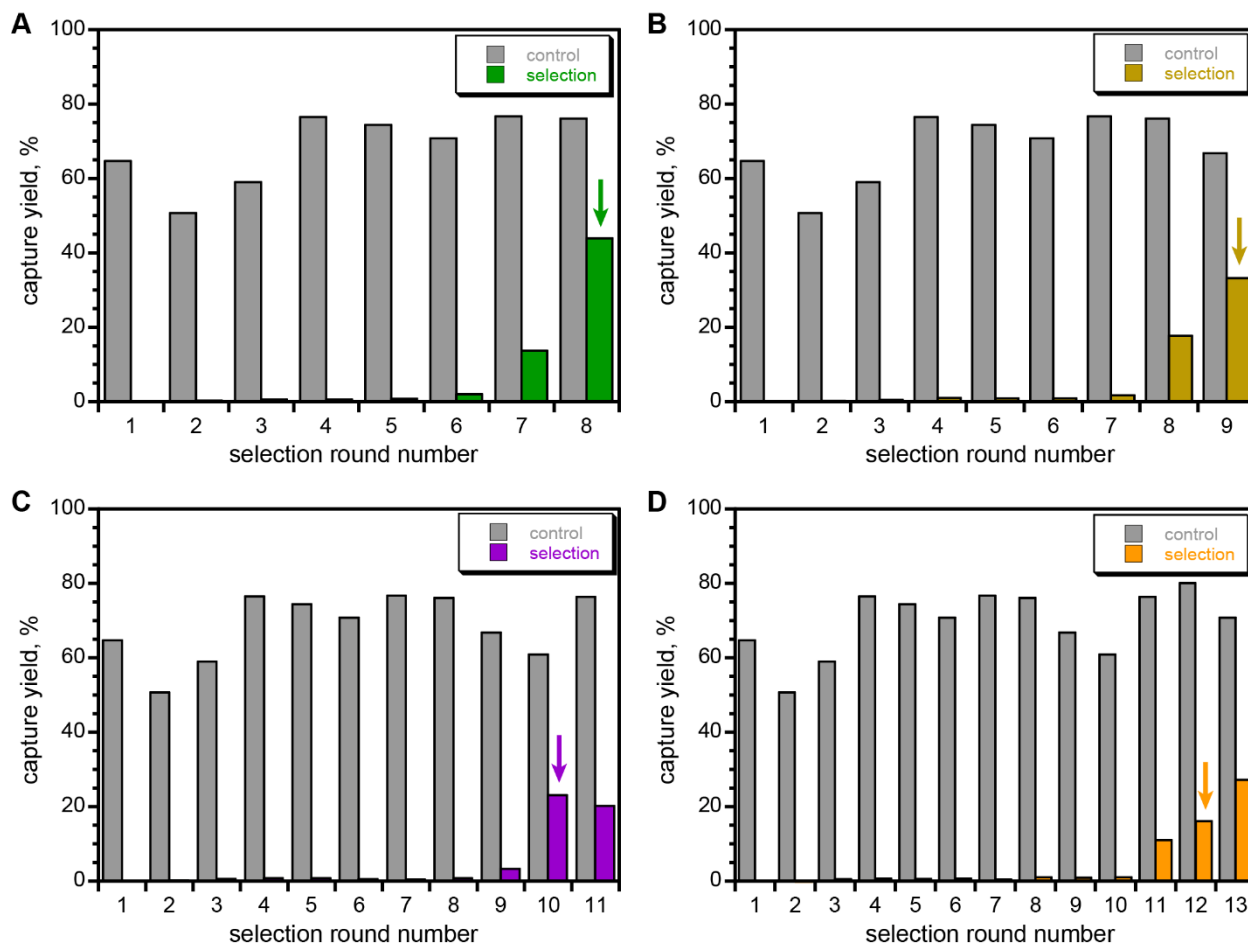 A
100
80
60
40
20
0
capture yield, %
control
selection
1 2 3 4 5 6 7 8
selection round number
B
100
80
60
40
20
0
capture yield, %
control
selection
1 2 3 4 5 6 7 8 9
selection round number
C
100
80
60
40
20
0
capture yield, %
control
selection
1 2 3 4 5 6 7 8 9 10 11
selection round number
D
100
80
60
40
20
0
capture yield, %
control
selection
1 2 3 4 5 6 7 8 9 10 11 12 13
selection round number